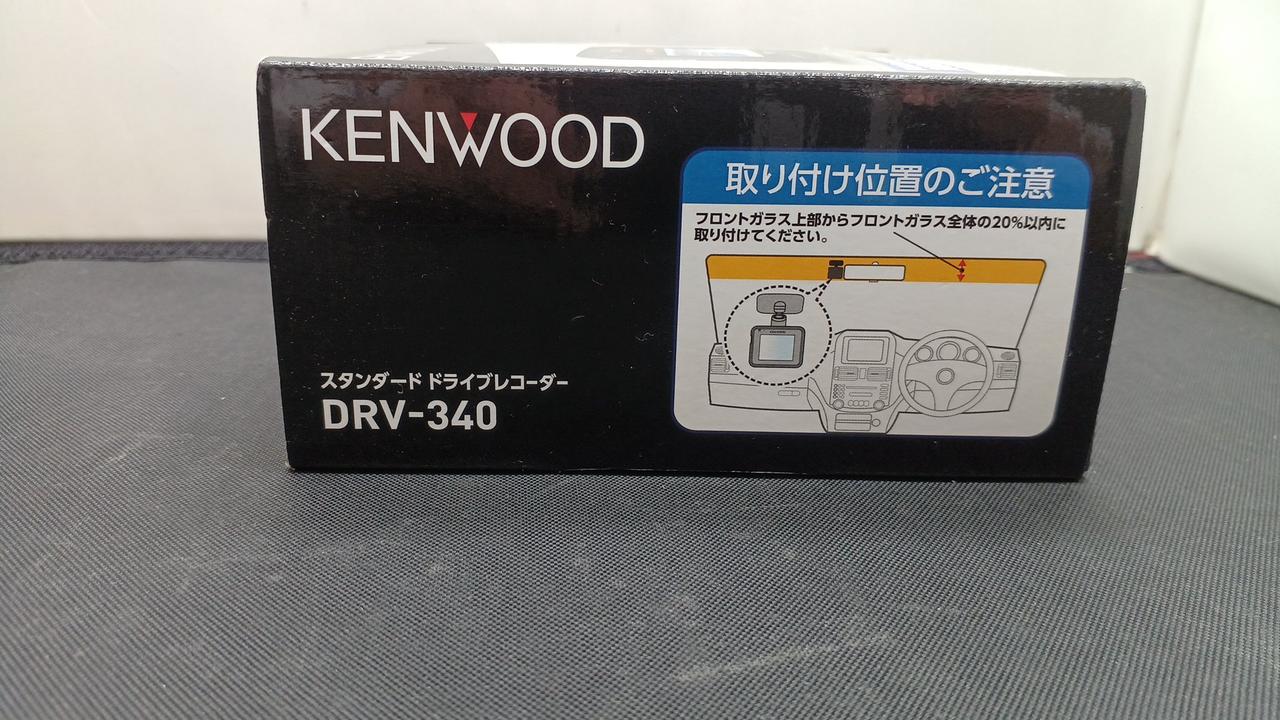 KENWOOD
取り付け位置のご注意
フロントガラス上部からフロントガラス全体の20%以内に
取り付けてください。
スタンダード ドライブレコーダー
DRV-340